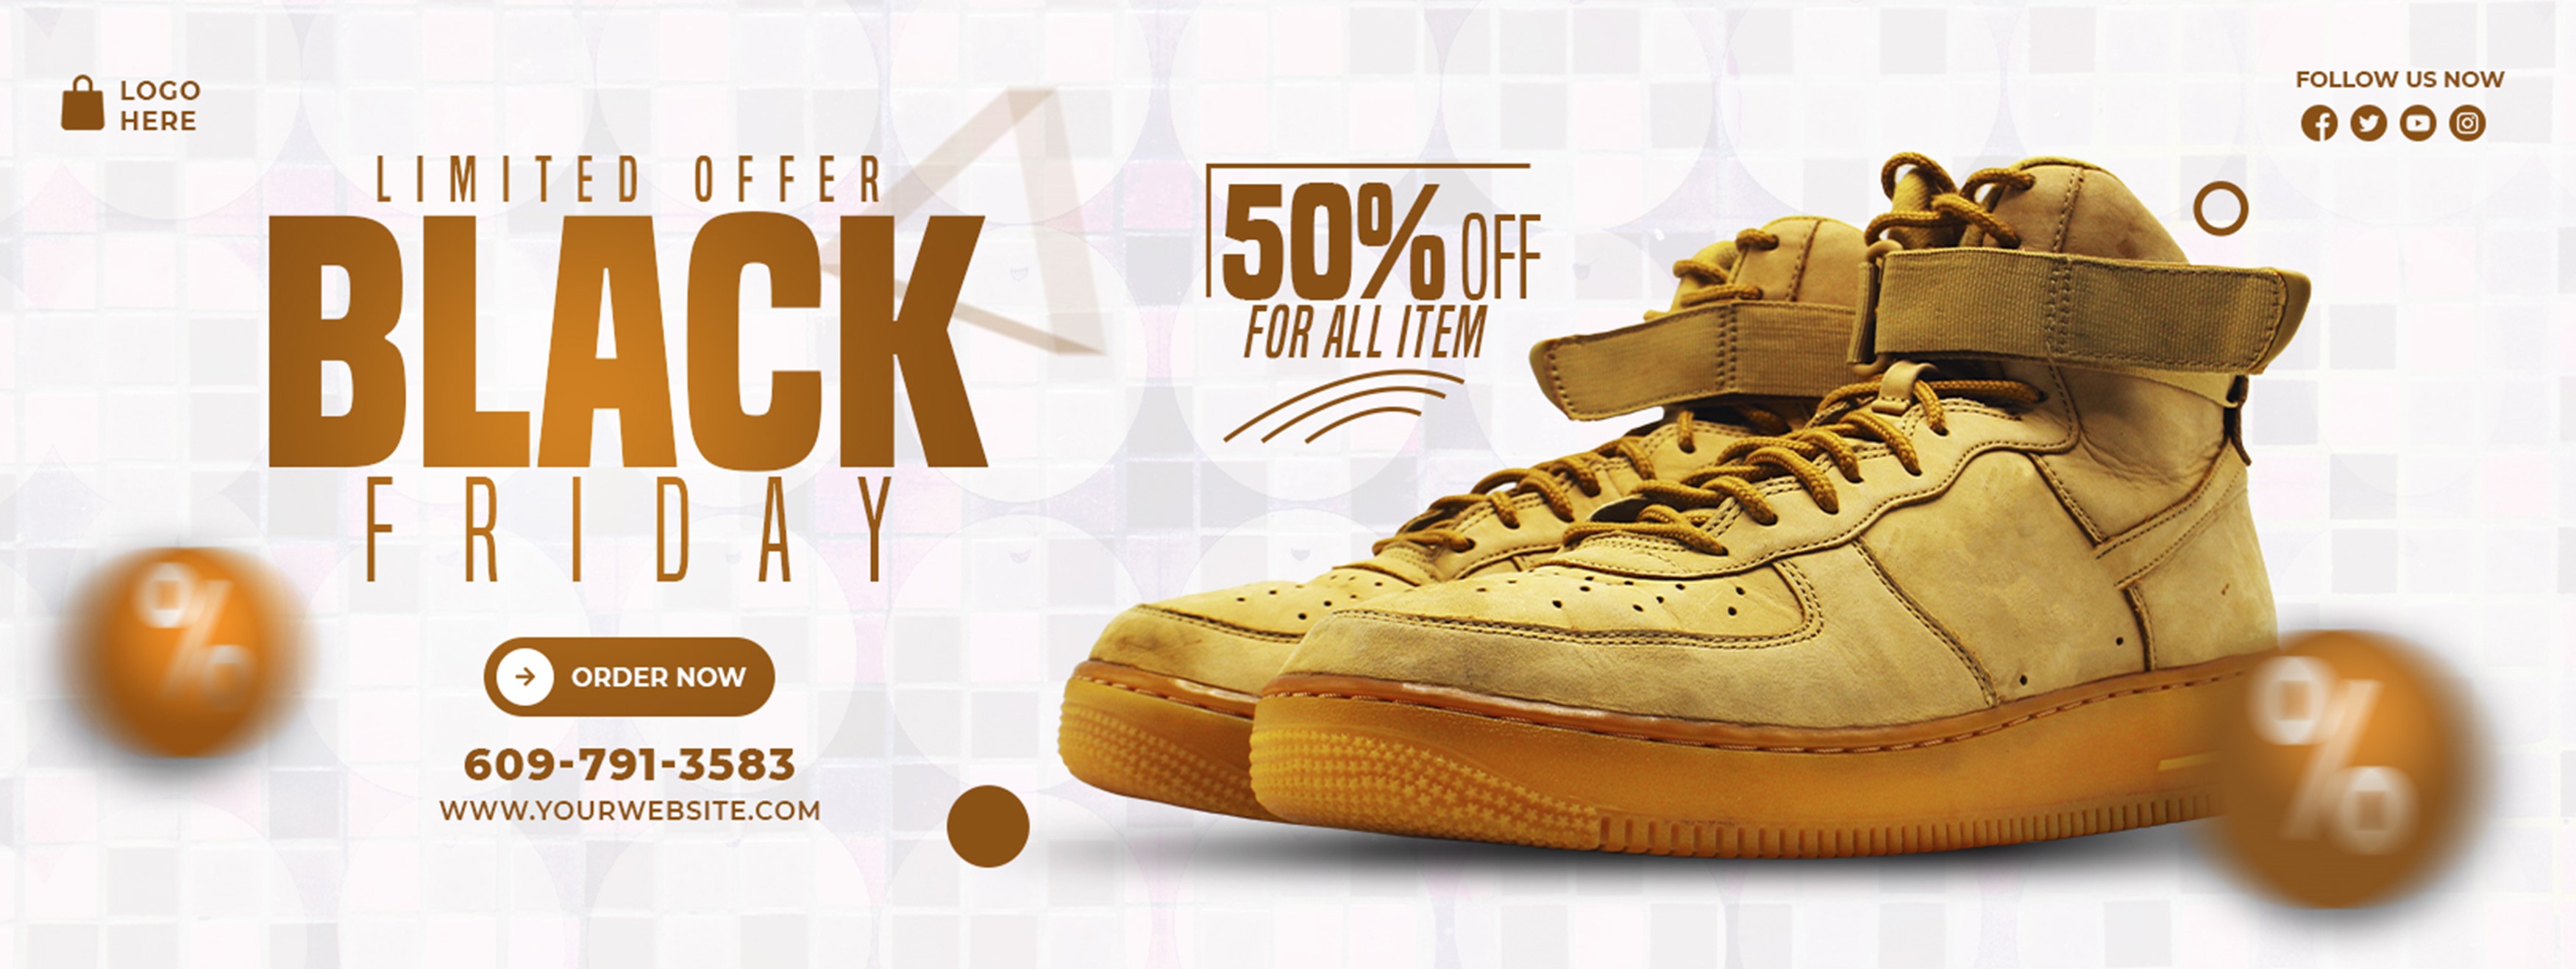 LOGO
HERE
FOLLOW US NOW
LIMITED OFFER
BLACK
FRIDAY
50% OFF
FOR ALL ITEM
ORDER NOW
609-791-3583
WWW.YOURWEBSITE.COM
%
%